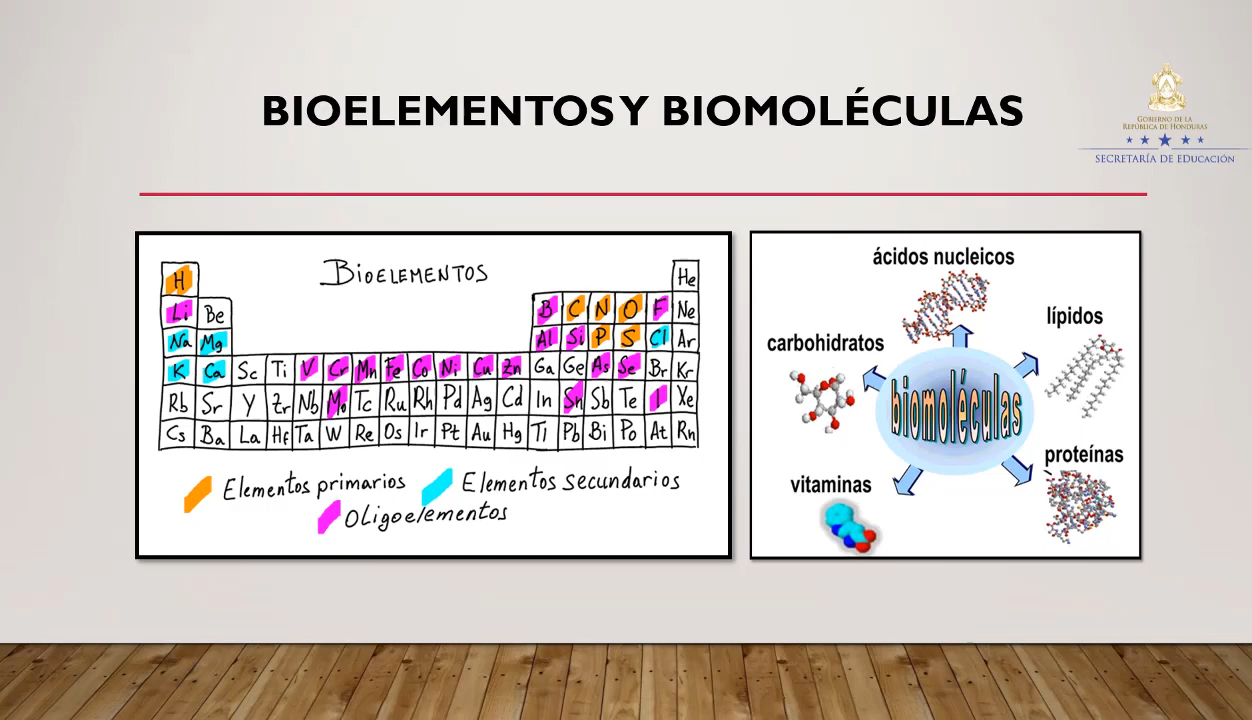 BIOELEMENTOS Y BIOMOLÉCULAS
GOBIERNO DE LA
REPÚBLICA DE HONDURAS
SECRETARÍA DE EDUCACIÓN
BIOELEMENTOS
H He
Li Be B C N O F Ne
Na Mg Al Si P S Cl Ar
K Ca Sc Ti V Cr Mn Fe Co Ni Cu Zn Ga Ge As Se Br Kr
Rb Sr Y Zr Nb Mo Tc Ru Rh Pd Ag Cd In Sn Sb Te I Xe
Cs Ba La Hf Ta W Re Os Ir Pt Au Hg Tl Pb Bi Po At Rn
Elementos primarios
Elementos secundarios
Oligoelementos
ácidos nucleicos
lípidos
carbohidratos
biomoléculas
proteínas
vitaminas